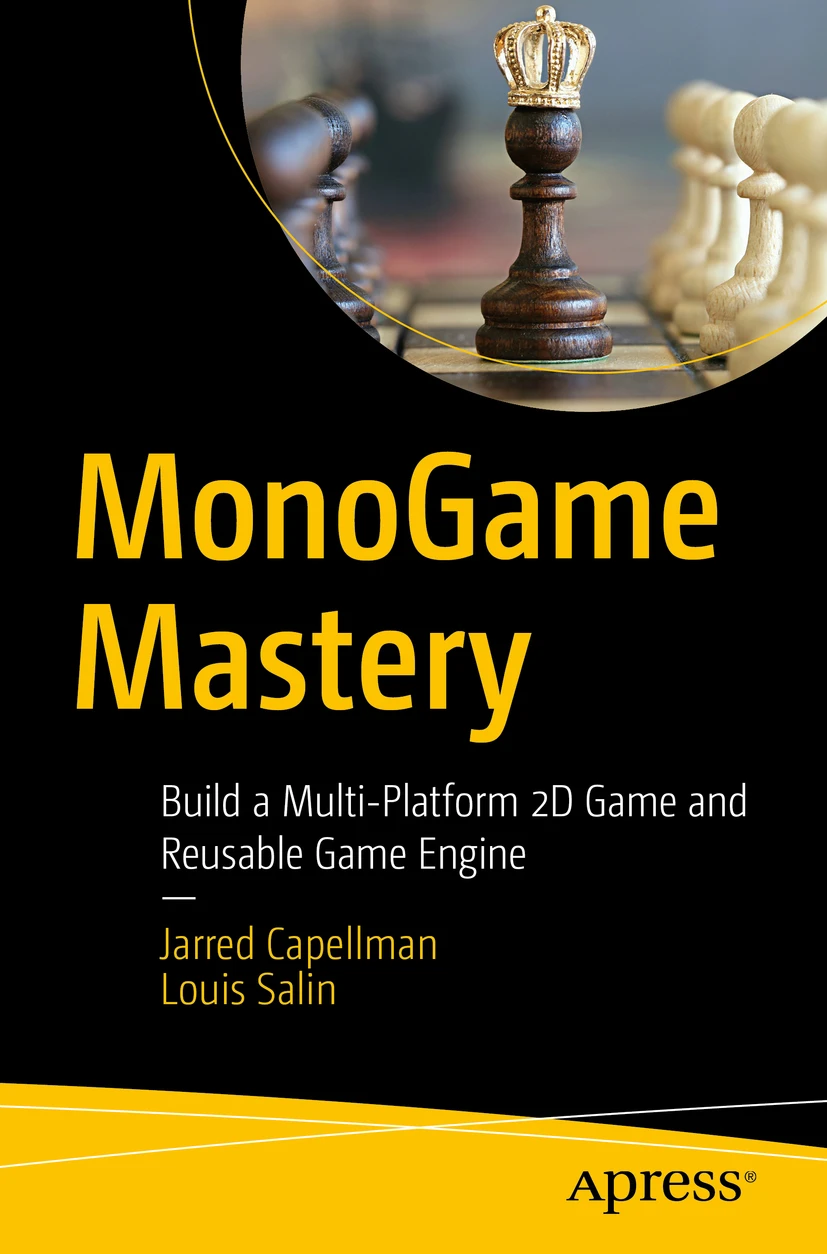 MonoGame
Mastery
Build a Multi-Platform 2D Game and
Reusable Game Engine
—
Jarred Capellman
Louis Salin
Apress®